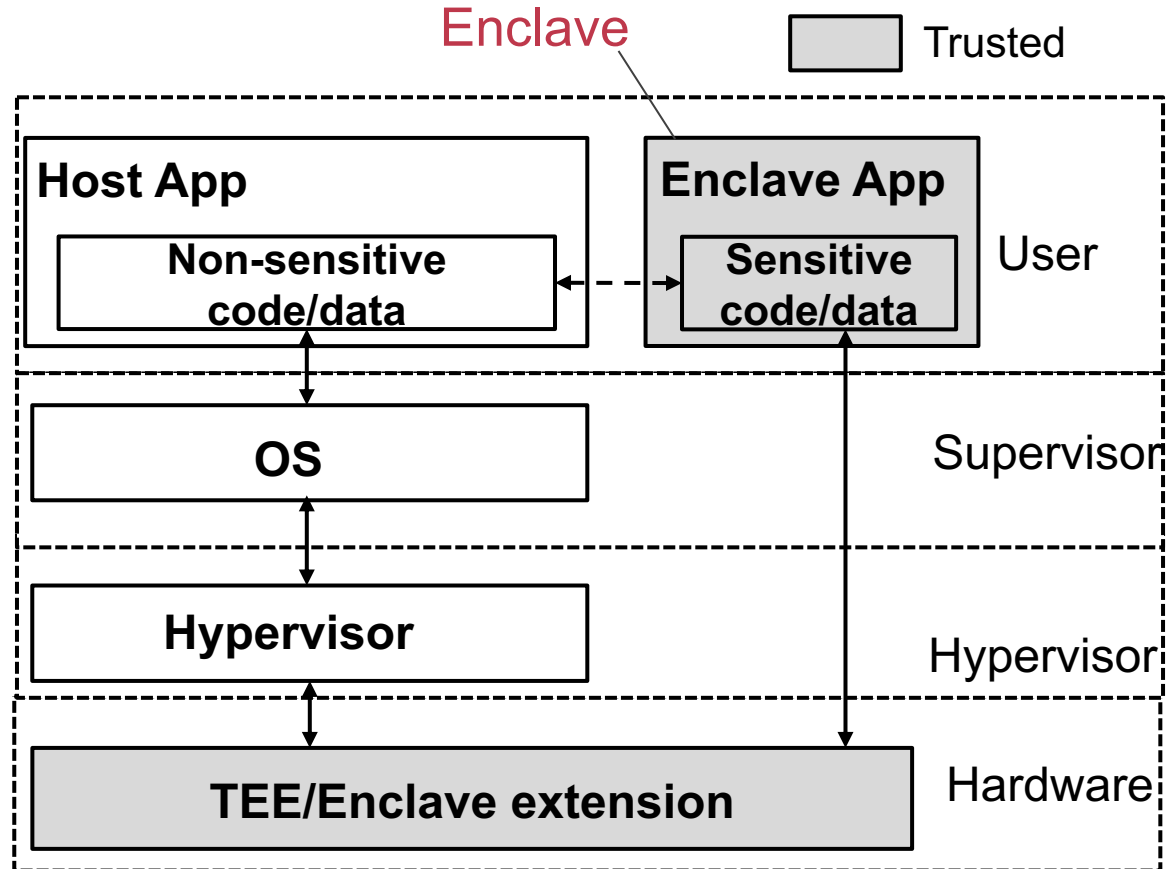 Enclave
Trusted
Host App
Enclave App
Non-sensitive
code/data
Sensitive
code/data
User
OS
Supervisor
Hypervisor
Hypervisor
TEE/Enclave extension
Hardware